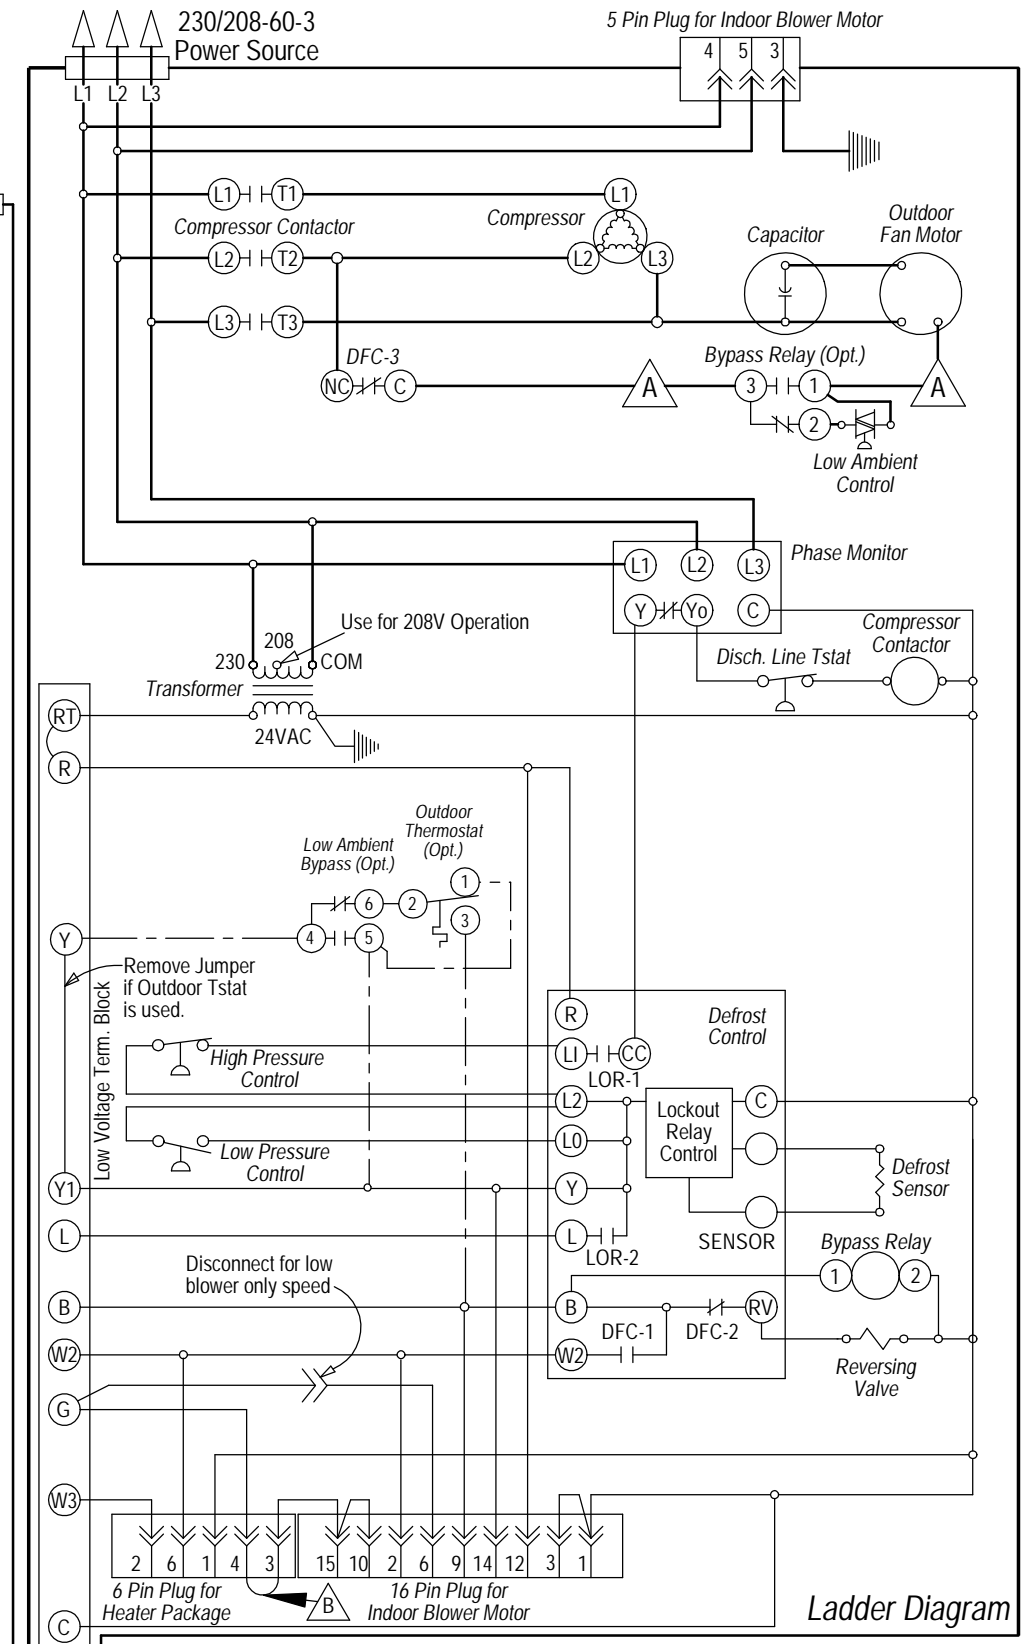 230/208-60-3
Power Source
5 Pin Plug for Indoor Blower Motor
4 5 3
L1 L2 L3
L1 T1
L1
Compressor Contactor
Compressor
Capacitor
Outdoor
Fan Motor
L2 T2
L2 L3
L3 T3
DFC-3
NC C
A
Bypass Relay (Opt.)
3 1
A
2
Low Ambient
Control
Phase Monitor
L1 L2 L3
Y Yo C
Use for 208V Operation
208
230 COM
Transformer
24VAC
Disch. Line Tstat
Compressor
Contactor
RT
R
Outdoor
Thermostat
(Opt.)
Low Ambient
Bypass (Opt.)
1
6 2
3
Y
4 5
Remove Jumper
if Outdoor Tstat
is used.
Low Voltage Term. Block
R
Defrost
Control
High Pressure
Control
LI CC
LOR-1
L2
Lockout
Relay
Control
C
LO
Low Pressure
Control
Defrost
Sensor
Y1
Y
L
L
LOR-2
SENSOR
Bypass Relay
1 2
Disconnect for low
blower only speed
B
B
DFC-1 DFC-2
RV
W2
W2
Reversing
Valve
G
W3
2 6 1 4 3
15 10 2 6 9 14 12 3 1
6 Pin Plug for
Heater Package
B
16 Pin Plug for
Indoor Blower Motor
C
Ladder Diagram